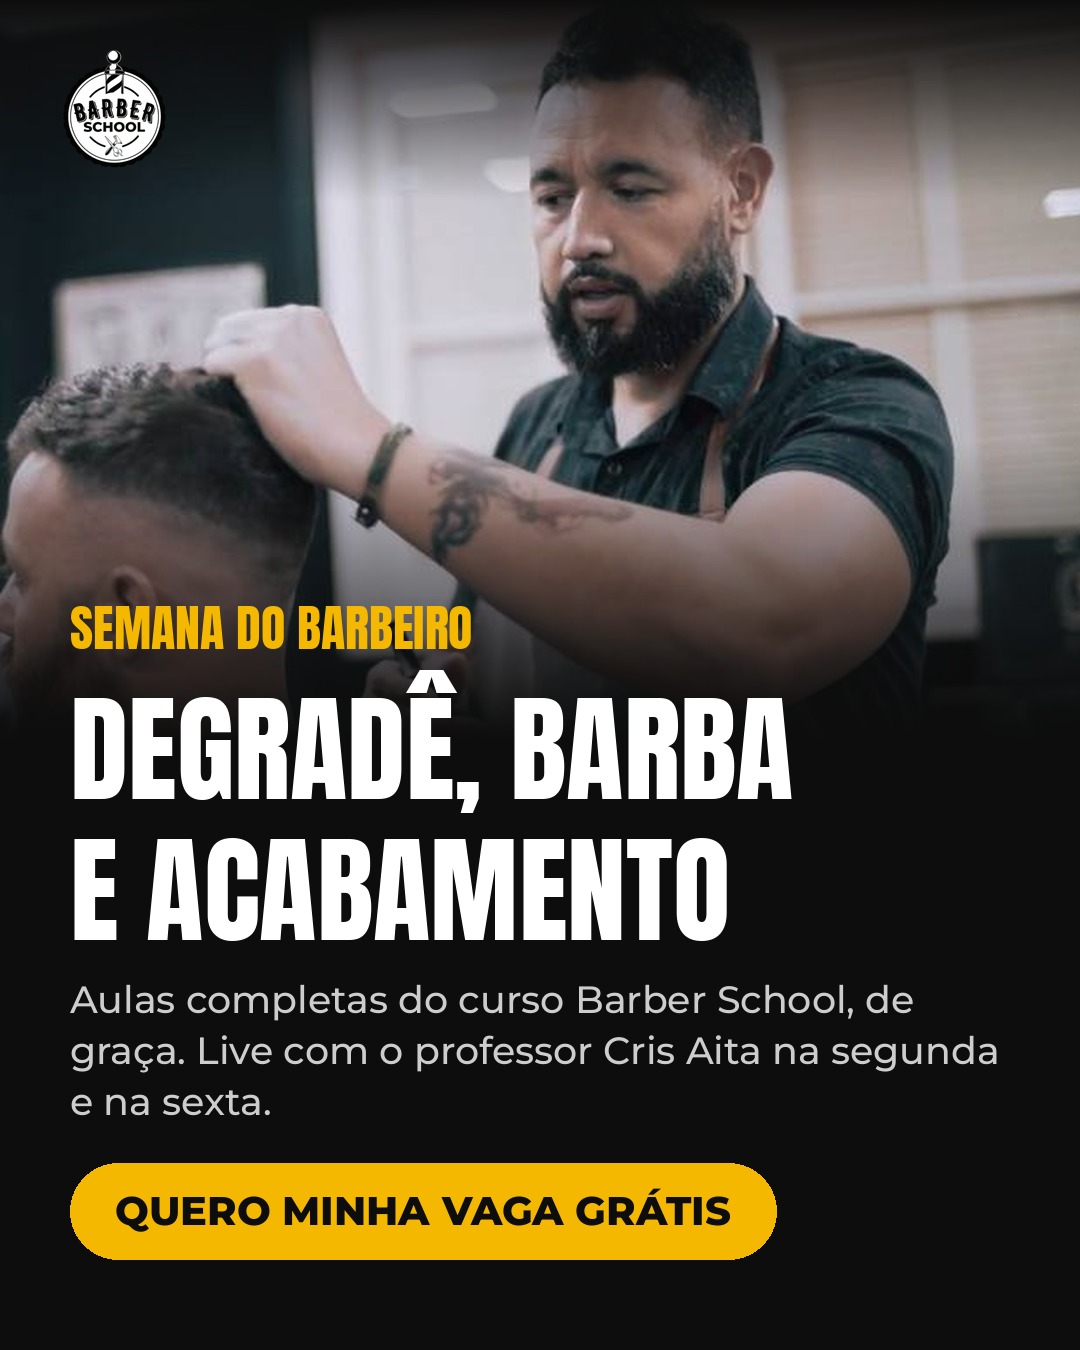 BARBER
SCHOOL
SEMANA DO BARBEIRO
DEGRADÊ, BARBA
E ACABAMENTO
Aulas completas do curso Barber School, de
graça. Live com o professor Cris Aita na segunda
e na sexta.
QUERO MINHA VAGA GRÁTIS